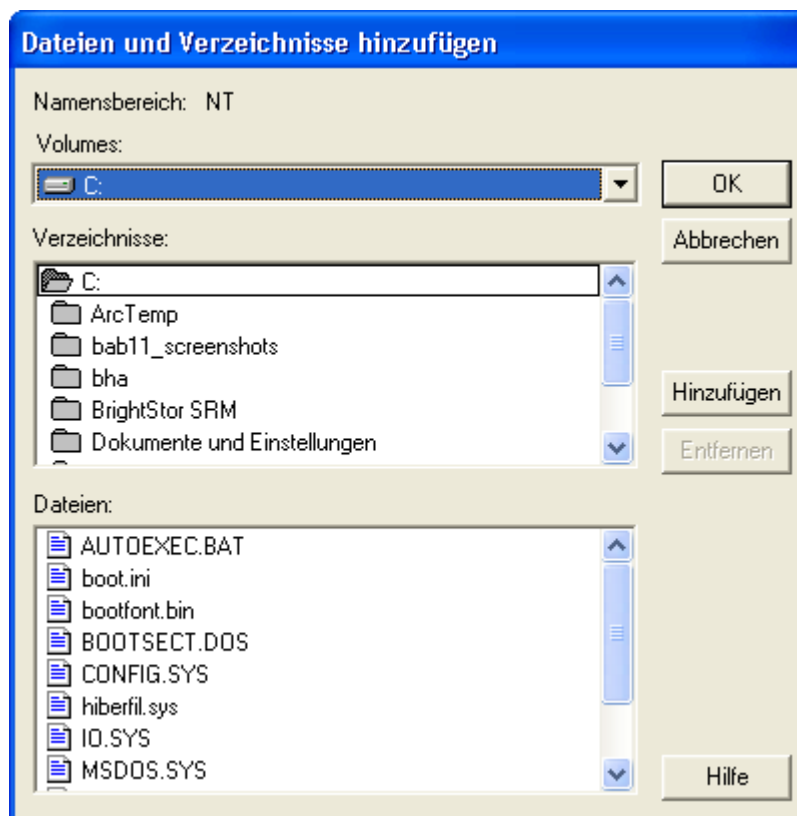 Dateien und Verzeichnisse hinzufügen
Namensbereich: NT
Volumes:
C:
OK
Verzeichnisse:
Abbrechen
C:
ArcTemp
bab11_screenshots
bha
BrightStor SRM
Dokumente und Einstellungen
Hinzufügen
Entfernen
Dateien:
AUTOEXEC.BAT
boot.ini
bootfont.bin
BOOTSECT.DOS
CONFIG.SYS
hiberfil.sys
IO.SYS
MSDOS.SYS
Hilfe